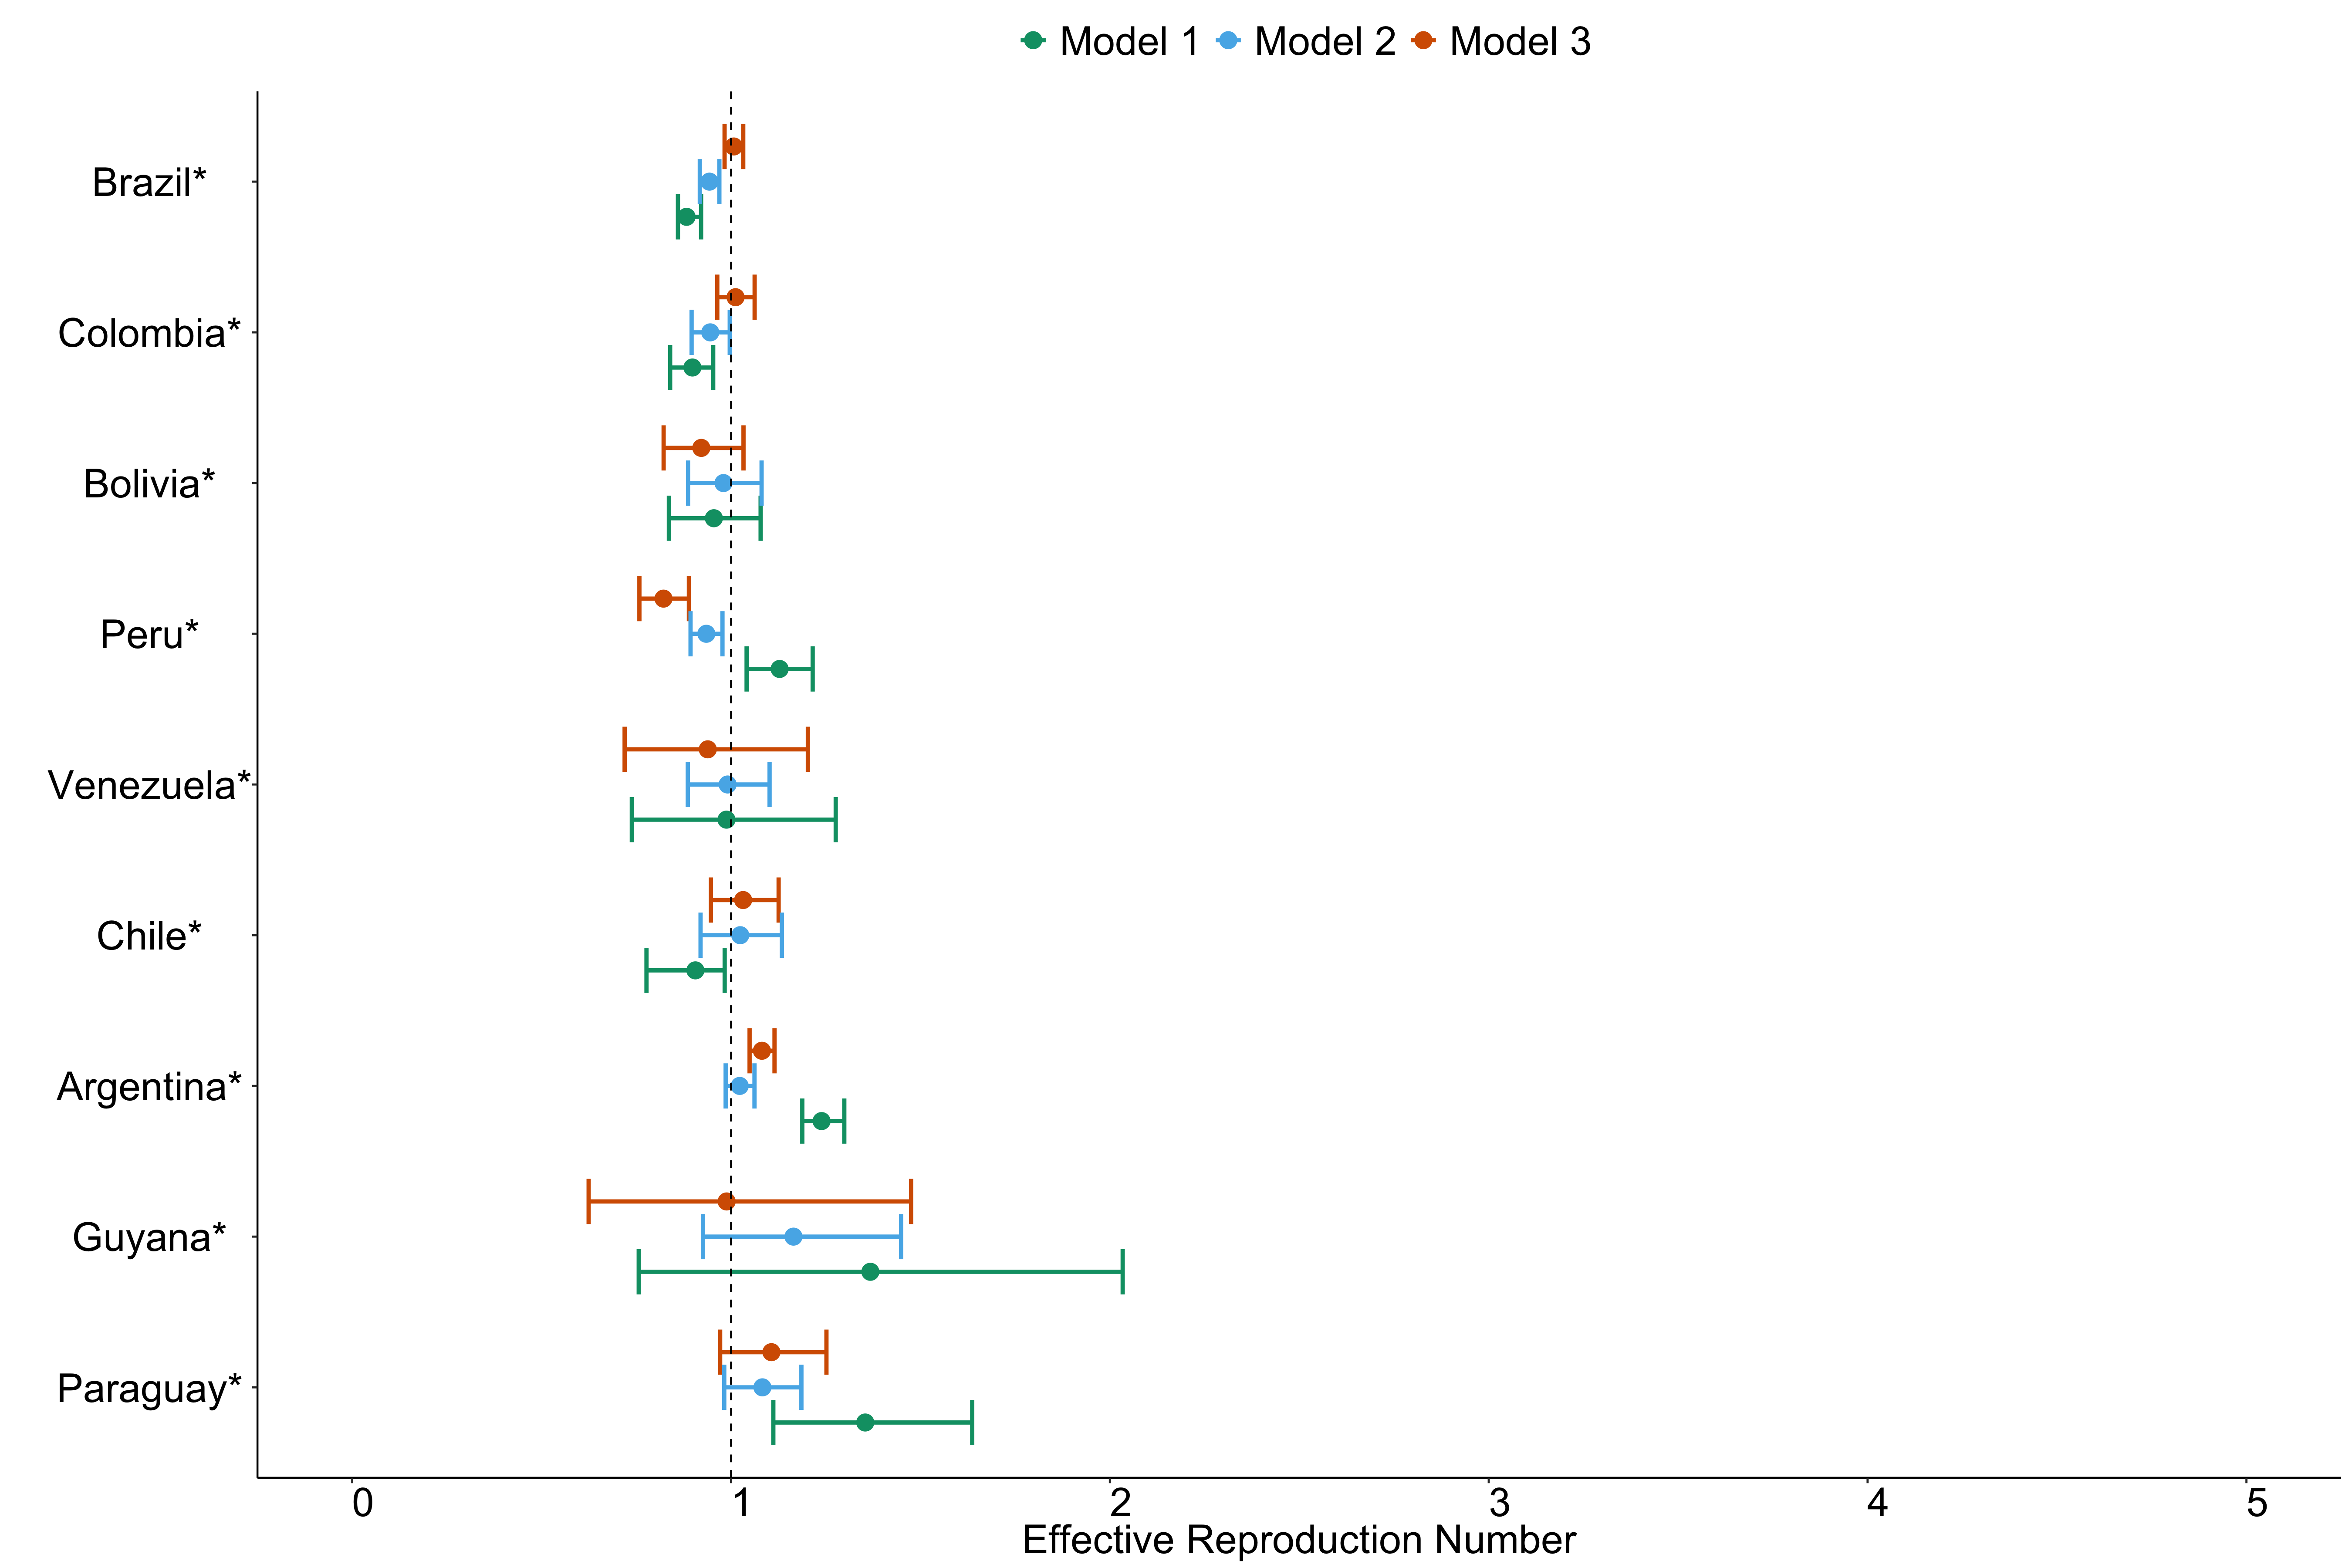 Model 1 Model 2 Model 3
Brazil*
Colombia*
Bolivia*
Peru*
Venezuela*
Chile*
Argentina*
Guyana*
Paraguay*
0 1 2 3 4 5
Effective Reproduction Number